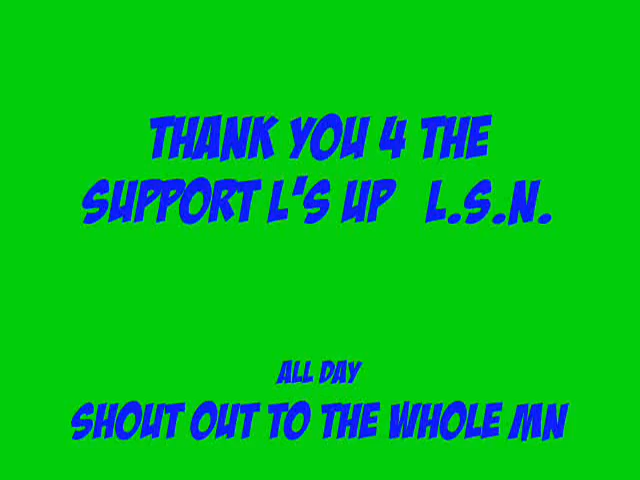 THANK YOU 4 THE
SUPPORT L'S UP L.S.N.
ALL DAY
SHOUT OUT TO THE WHOLE MN